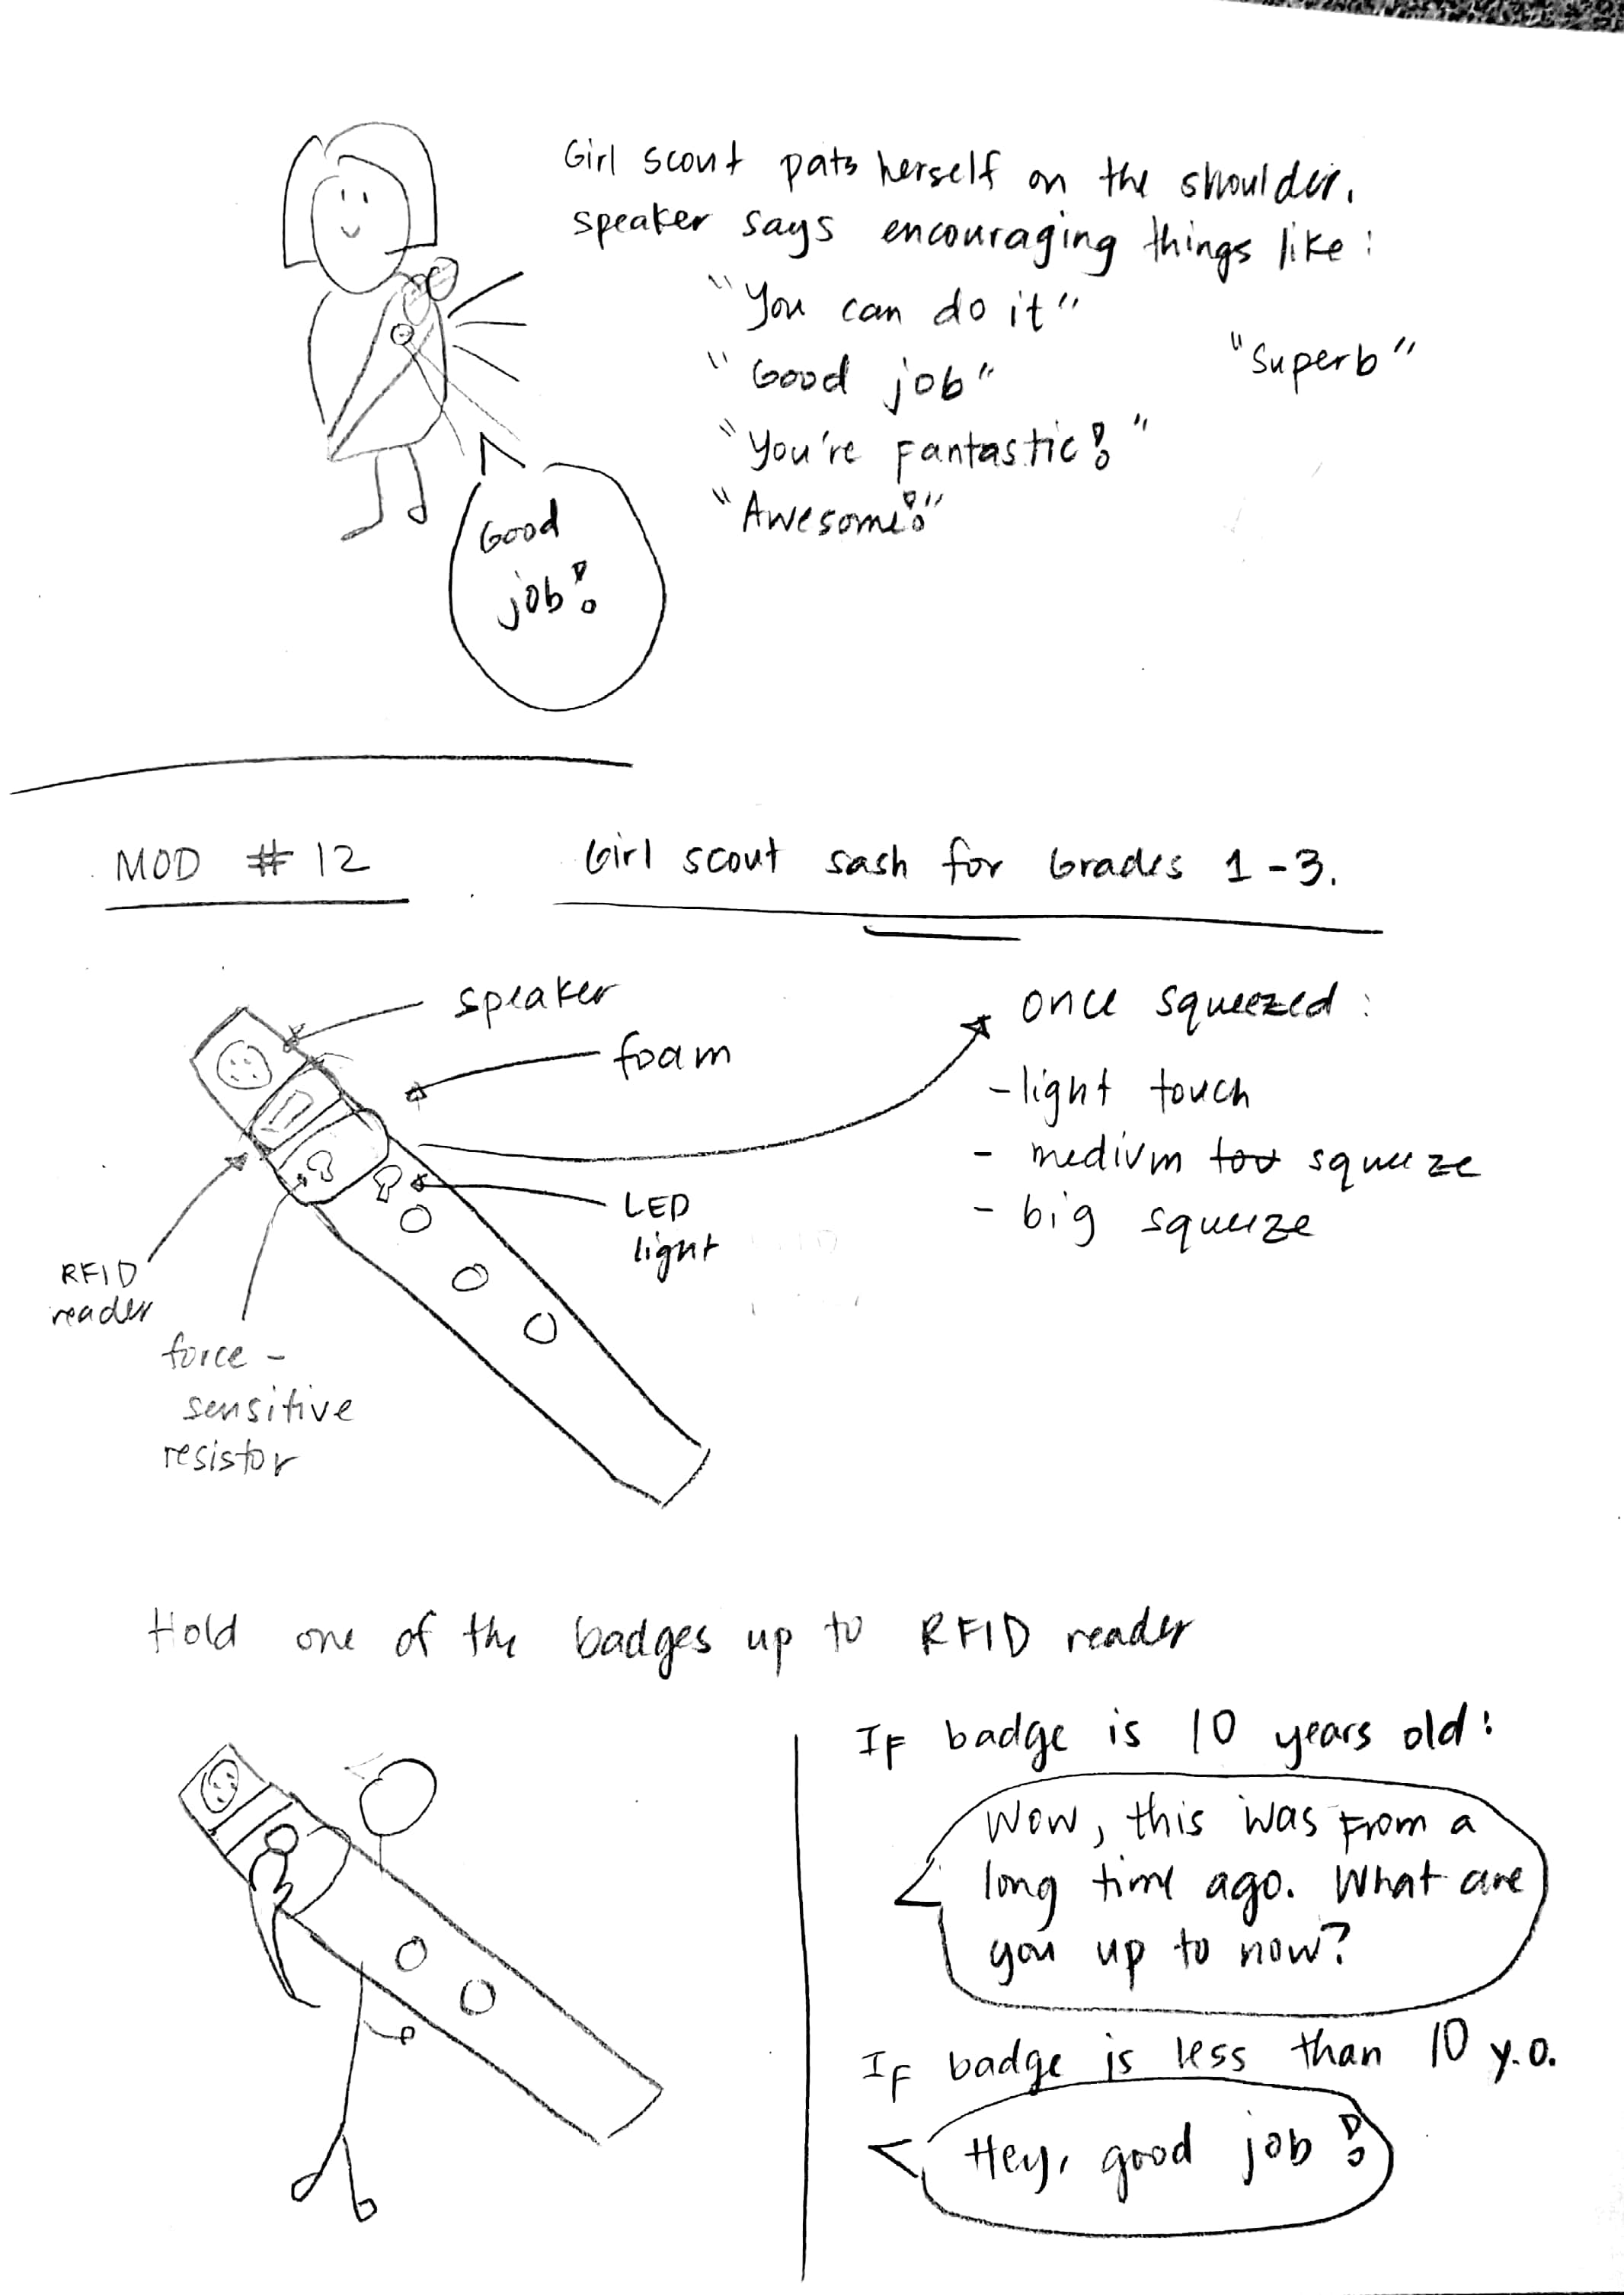 Girl scout pats herself on the shoulder.
speaker says encouraging things like:
"You can do it"
"Superb"
"Good job"
"You're Fantastic!"
"Awesome!"
Good
job!
MOD #12
Girl scout sash for Grades 1-3.
speaker
foam
once squeezed:
- light touch
- medium tou squeeze
- big squeeze
LED
light
RFID
reader
force-
sensitive
resistor
Hold one of the badges up to RFID reader
If badge is 10 years old:
Wow, this was from a
long time ago. What are
you up to now?
If badge is less than 10 y.o.
Hey, good job!